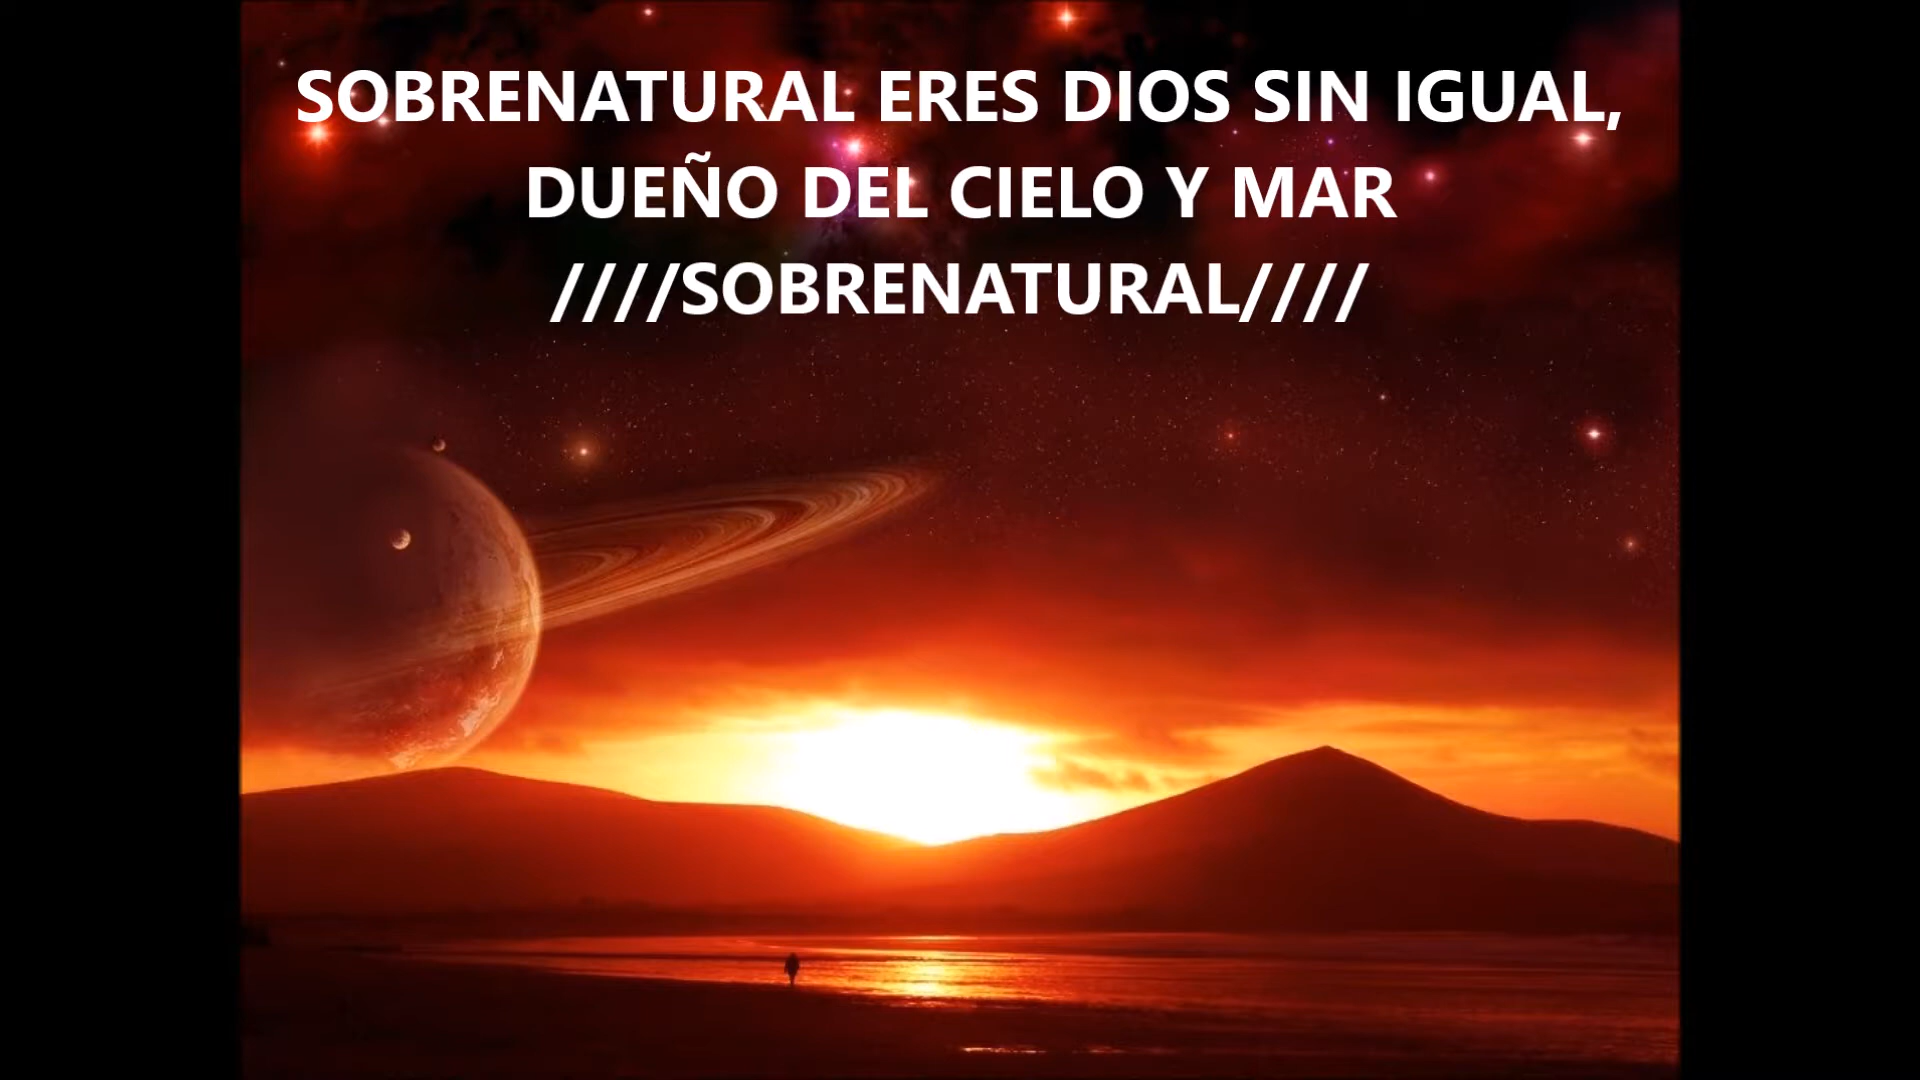 SOBRENATURAL ERES DIOS SIN IGUAL,
DUEÑO DEL CIELO Y MAR
////SOBRENATURAL////